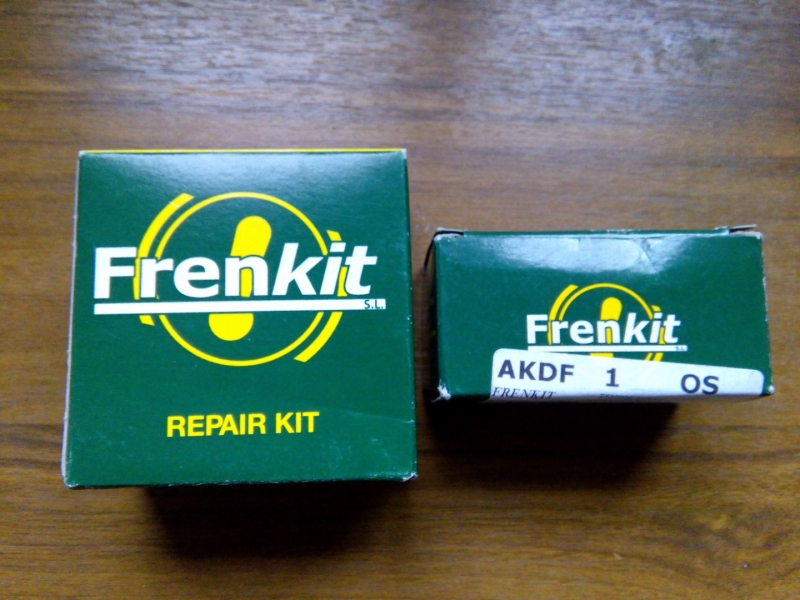 Frenkit
S.L.
REPAIR KIT
Frenkit
S.L.
AKDF 1 OS
FRENKIT